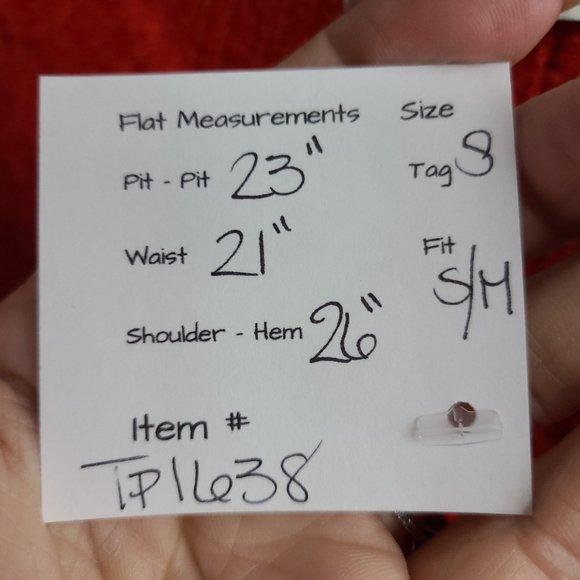 Flat Measurements
Size
Pit - Pit 23"
Tag 8
Waist 21"
Fit
S/M
Shoulder - Hem 26"
Item #
TP1638